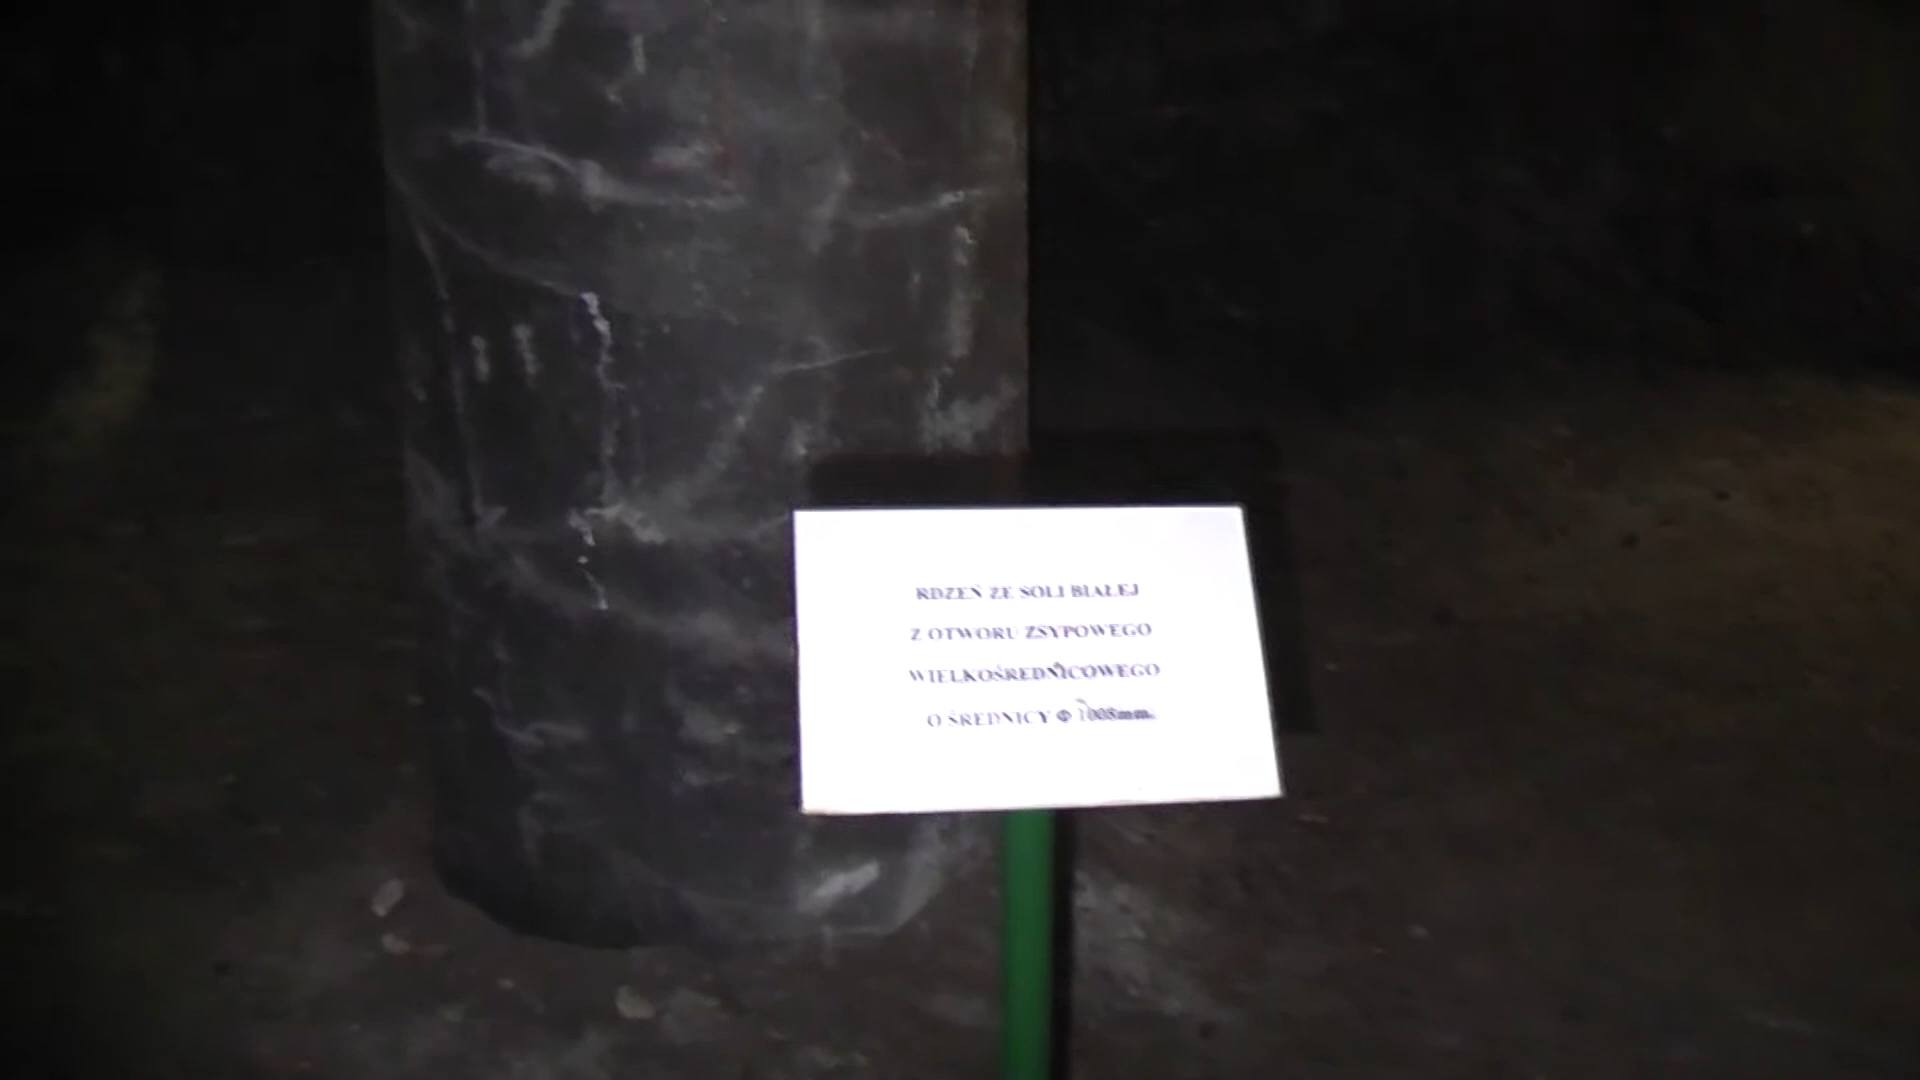 RDZEŃ ZE SOLI BIAŁEJ
Z OTWORU ZSYPOWEGO
WIELKOŚREDNICOWEGO
O ŚREDNICY Φ 1008mm.